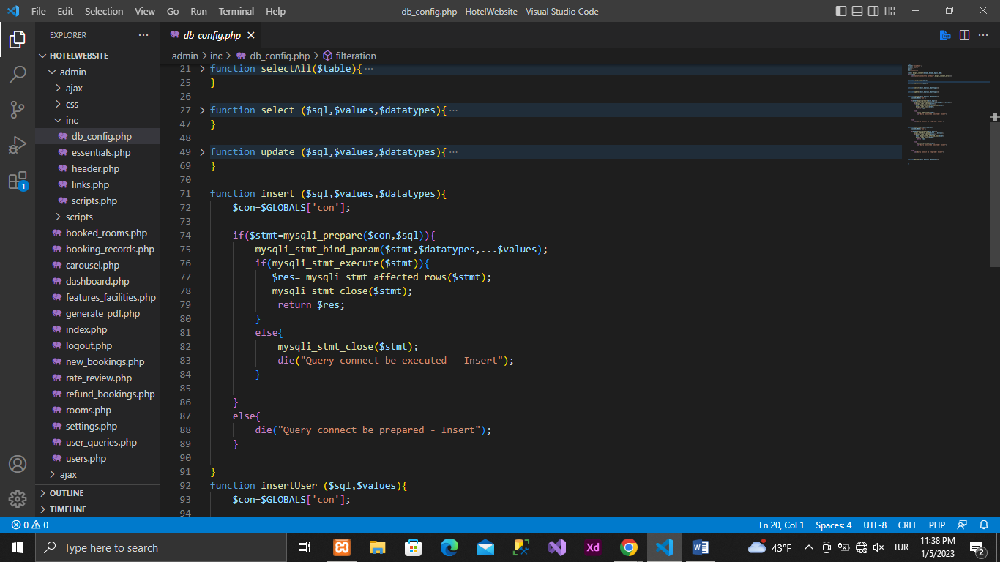 File Edit Selection View Go Run Terminal Help
db_config.php - HotelWebsite - Visual Studio Code
EXPLORER ···
HOTELWEBSITE
admin
ajax
css
inc
db_config.php
essentials.php
header.php
links.php
scripts.php
scripts
booked_rooms.php
booking_records.php
carousel.php
dashboard.php
features_facilities.php
generate_pdf.php
index.php
logout.php
new_bookings.php
rate_review.php
refund_bookings.php
rooms.php
settings.php
user_queries.php
users.php
ajax
OUTLINE
TIMELINE
1
db_config.php
admin > inc > db_config.php > filteration
21 > function selectAll($table){ ···
25 }
26
27 > function select ($sql,$values,$datatypes){ ···
47 }
48
49 > function update ($sql,$values,$datatypes){ ···
69 }
70
71 function insert ($sql,$values,$datatypes){
72 $con=$GLOBALS['con'];
73
74 if($stmt=mysqli_prepare($con,$sql)){
75 mysqli_stmt_bind_param($stmt,$datatypes,...$values);
76 if(mysqli_stmt_execute($stmt)){
77 $res= mysqli_stmt_affected_rows($stmt);
78 mysqli_stmt_close($stmt);
79 return $res;
80 }
81 else{
82 mysqli_stmt_close($stmt);
83 die("Query connect be executed - Insert");
84 }
85
86 }
87 else{
88 die("Query connect be prepared - Insert");
89 }
90
91 }
92 function insertUser ($sql,$values){
93 $con=$GLOBALS['con'];
94
0 0
Ln 20, Col 1 Spaces: 4 UTF-8 CRLF PHP
Type here to search
Xd
43°F
TUR
11:38 PM
1/5/2023
2